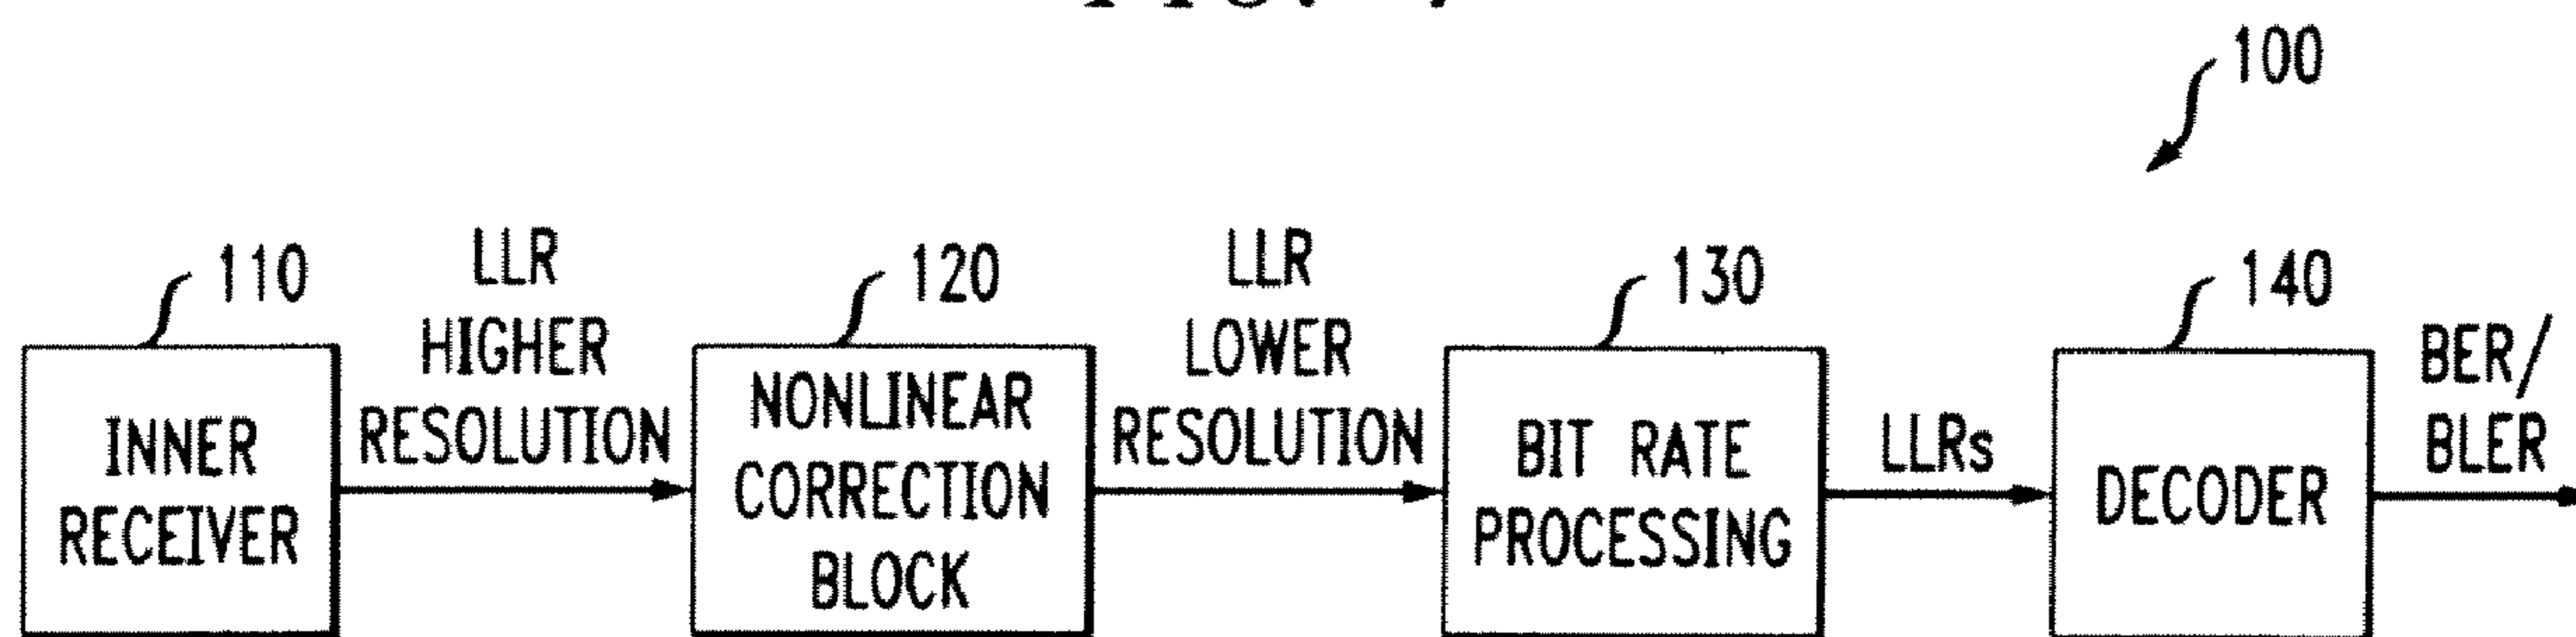 100
110
LLR
HIGHER
RESOLUTION
120
LLR
LOWER
RESOLUTION
130
140
BER/
BLER
INNER
RECEIVER
NONLINEAR
CORRECTION
BLOCK
BIT RATE
PROCESSING
LLRs
DECODER